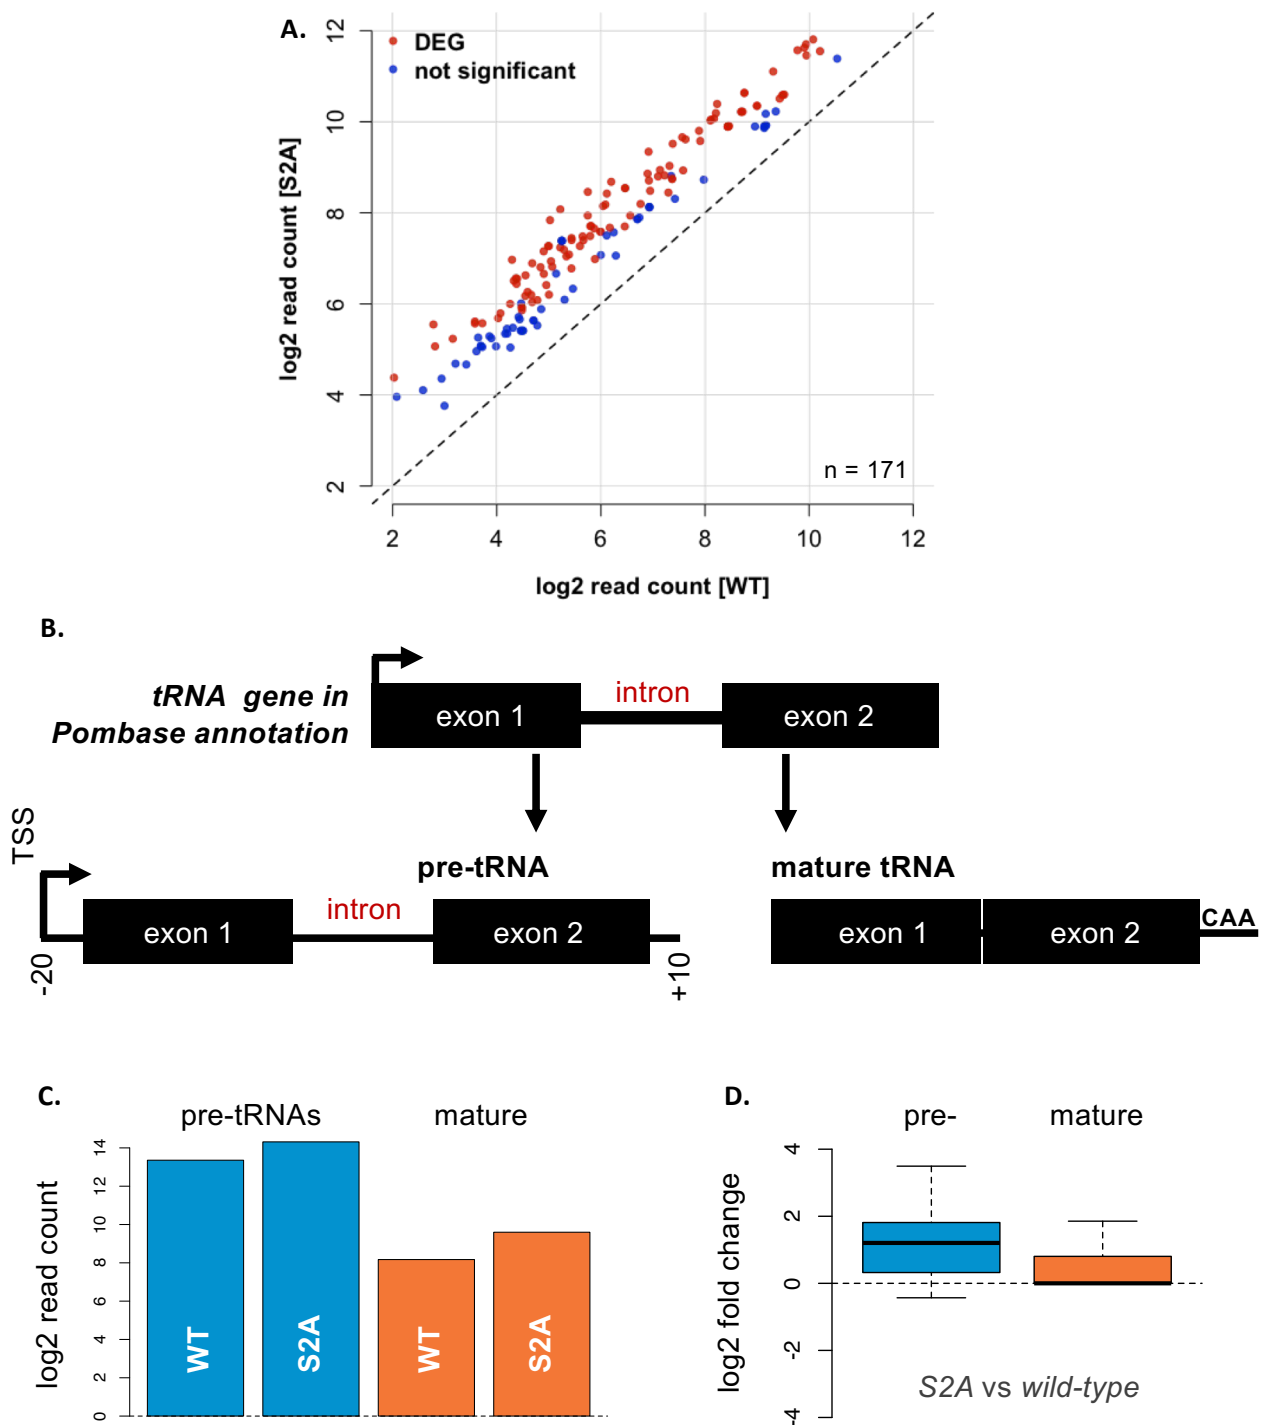 A.
DEG
not significant
12
10
8
6
4
2
log2 read count [S2A]
n = 171
2 4 6 8 10 12
log2 read count [WT]
B.
tRNA gene in
Pombase annotation
exon 1
intron
exon 2
TSS
pre-tRNA
mature tRNA
exon 1
intron
exon 2
-20
+10
exon 1
exon 2
CAA
C.
pre-tRNAs
mature
log2 read count
14
12
10
8
6
4
2
0
WT
S2A
WT
S2A
D.
pre-
mature
log2 fold change
4
2
0
-2
-4
S2A vs wild-type